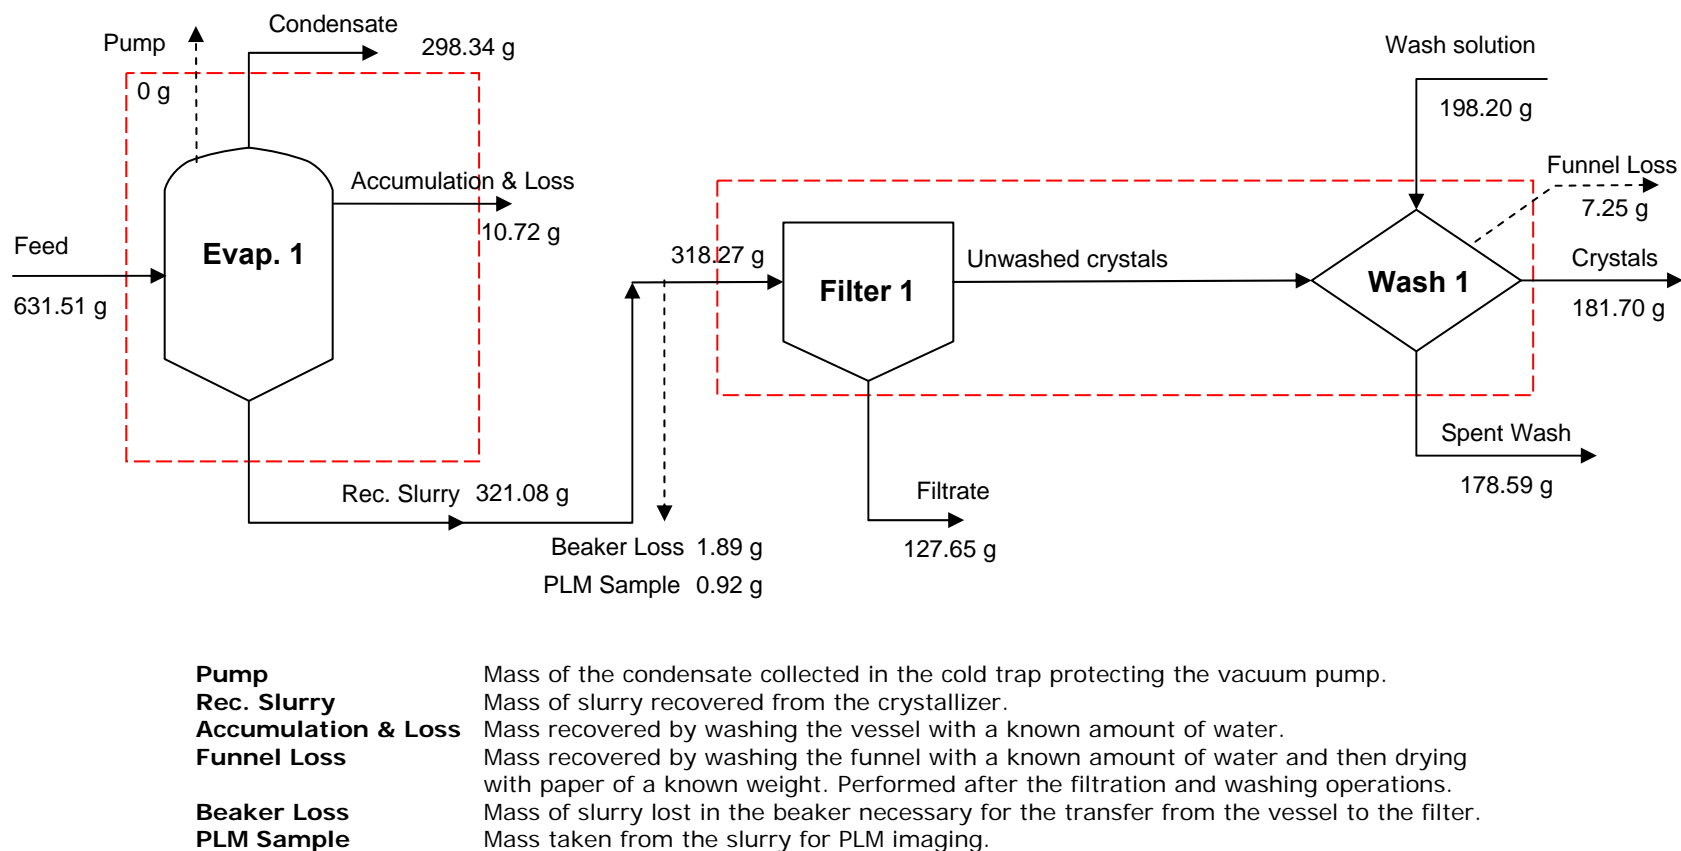 Pump
0 g
Condensate
298.34 g
Wash solution
198.20 g
Accumulation & Loss
10.72 g
Funnel Loss
7.25 g
Feed
631.51 g
Evap. 1
318.27 g
Filter 1
Unwashed crystals
Wash 1
Crystals
181.70 g
Rec. Slurry 321.08 g
Beaker Loss 1.89 g
PLM Sample 0.92 g
Filtrate
127.65 g
Spent Wash
178.59 g
Pump Mass of the condensate collected in the cold trap protecting the vacuum pump.
Rec. Slurry Mass of slurry recovered from the crystallizer.
Accumulation & Loss Mass recovered by washing the vessel with a known amount of water.
Funnel Loss Mass recovered by washing the funnel with a known amount of water and then drying
with paper of a known weight. Performed after the filtration and washing operations.
Beaker Loss Mass of slurry lost in the beaker necessary for the transfer from the vessel to the filter.
PLM Sample Mass taken from the slurry for PLM imaging.